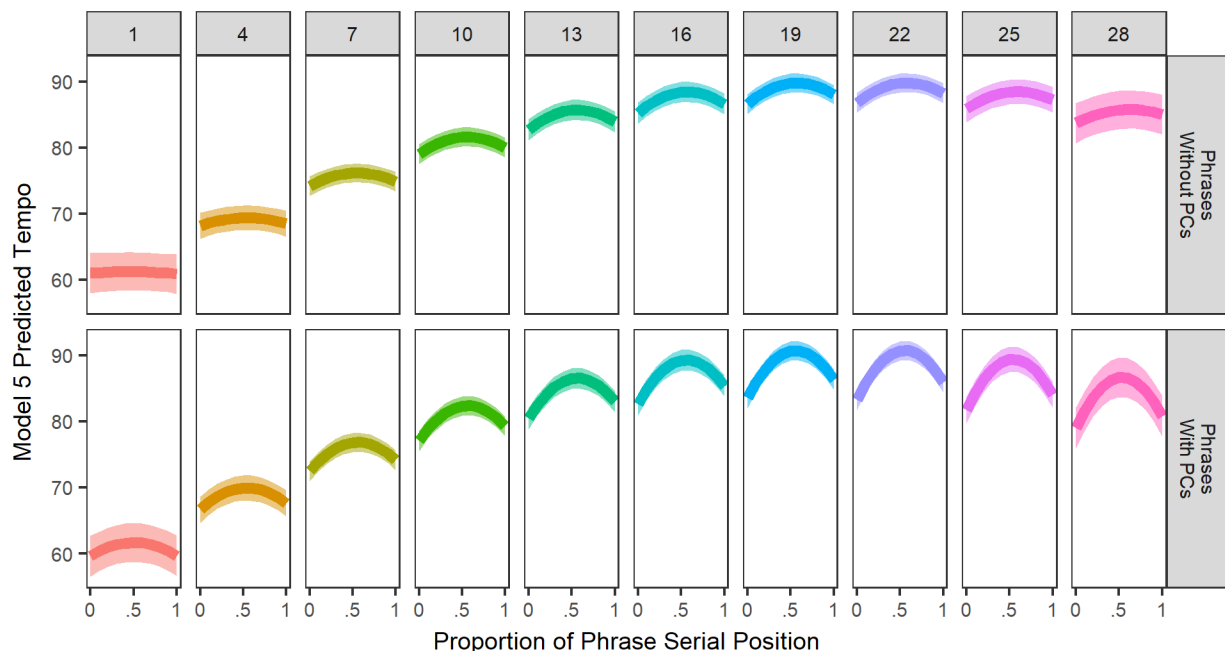 1 4 7 10 13 16 19 22 25 28
90
80
70
60
Phrases
Without PCs
90
80
70
60
Phrases
With PCs
Model 5 Predicted Tempo
0 .5 1 0 .5 1 0 .5 1 0 .5 1 0 .5 1 0 .5 1 0 .5 1 0 .5 1 0 .5 1 0 .5 1
Proportion of Phrase Serial Position